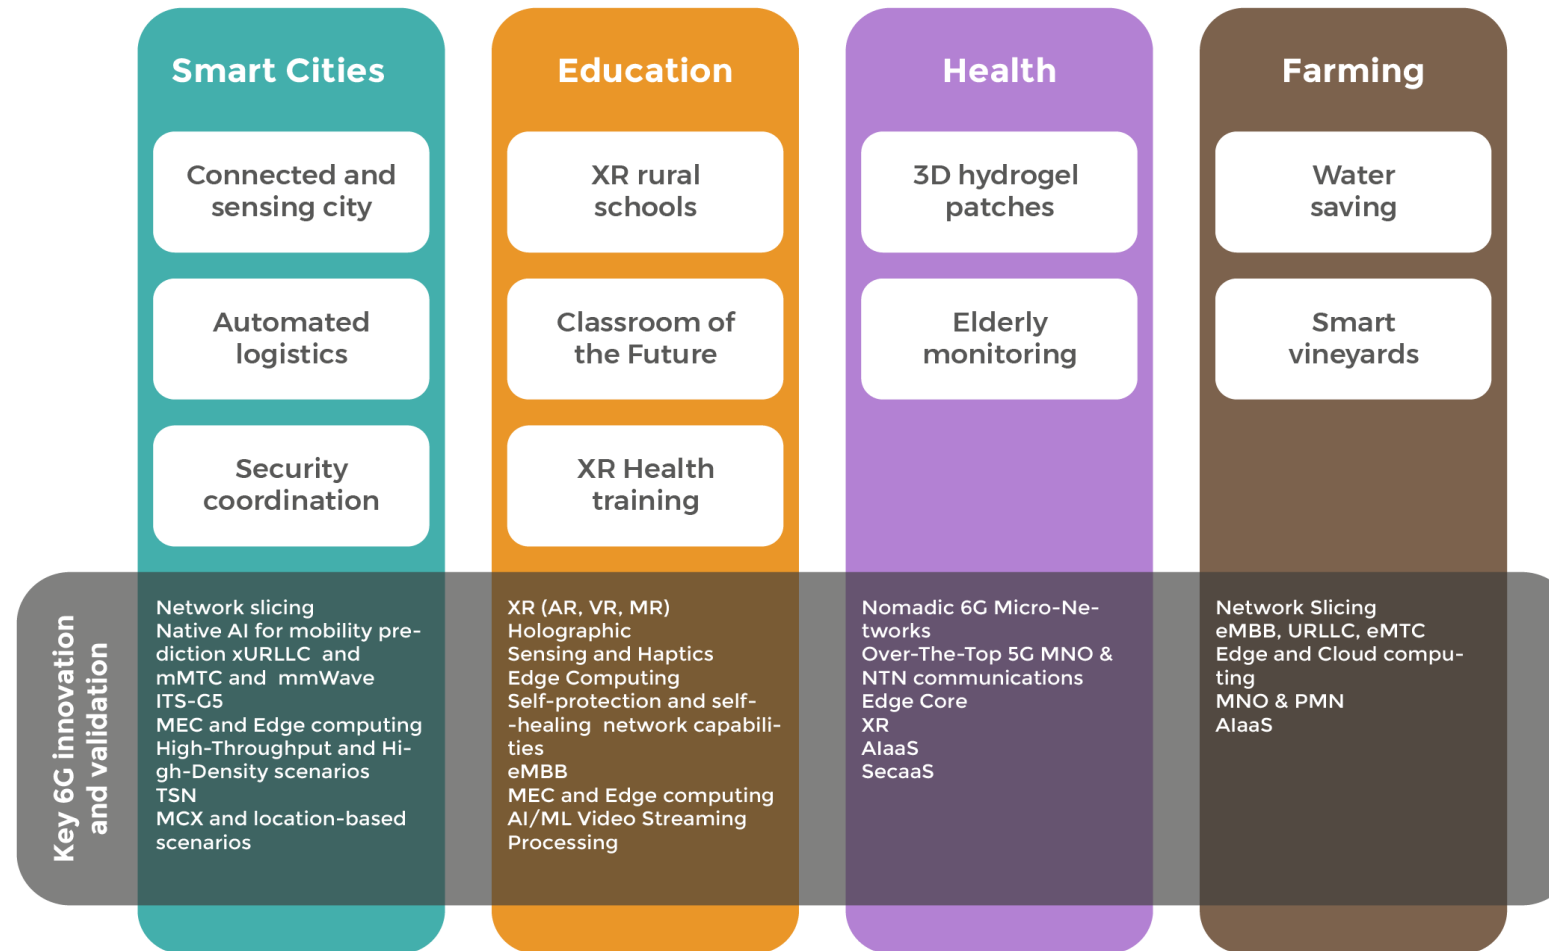 Smart Cities
Connected and
sensing city
Automated
logistics
Security
coordination
Education
XR rural
schools
Classroom of
the Future
XR Health
training
Health
3D hydrogel
patches
Elderly
monitoring
Farming
Water
saving
Smart
vineyards
Key 6G innovation
and validation
Network slicing
Native AI for mobility pre-
diction xURLLC  and
mMTC and  mmWave
ITS-G5
MEC and Edge computing
High-Throughput and Hi-
gh-Density scenarios
TSN
MCX and location-based
scenarios
XR (AR, VR, MR)
Holographic
Sensing and Haptics
Edge Computing
Self-protection and self-
-healing  network capabili-
ties
eMBB
MEC and Edge computing
AI/ML Video Streaming
Processing
Nomadic 6G Micro-Ne-
tworks
Over-The-Top 5G MNO &
NTN communications
Edge Core
XR
AIaaS
SecaaS
Network Slicing
eMBB, URLLC, eMTC
Edge and Cloud compu-
ting
MNO & PMN
AIaaS